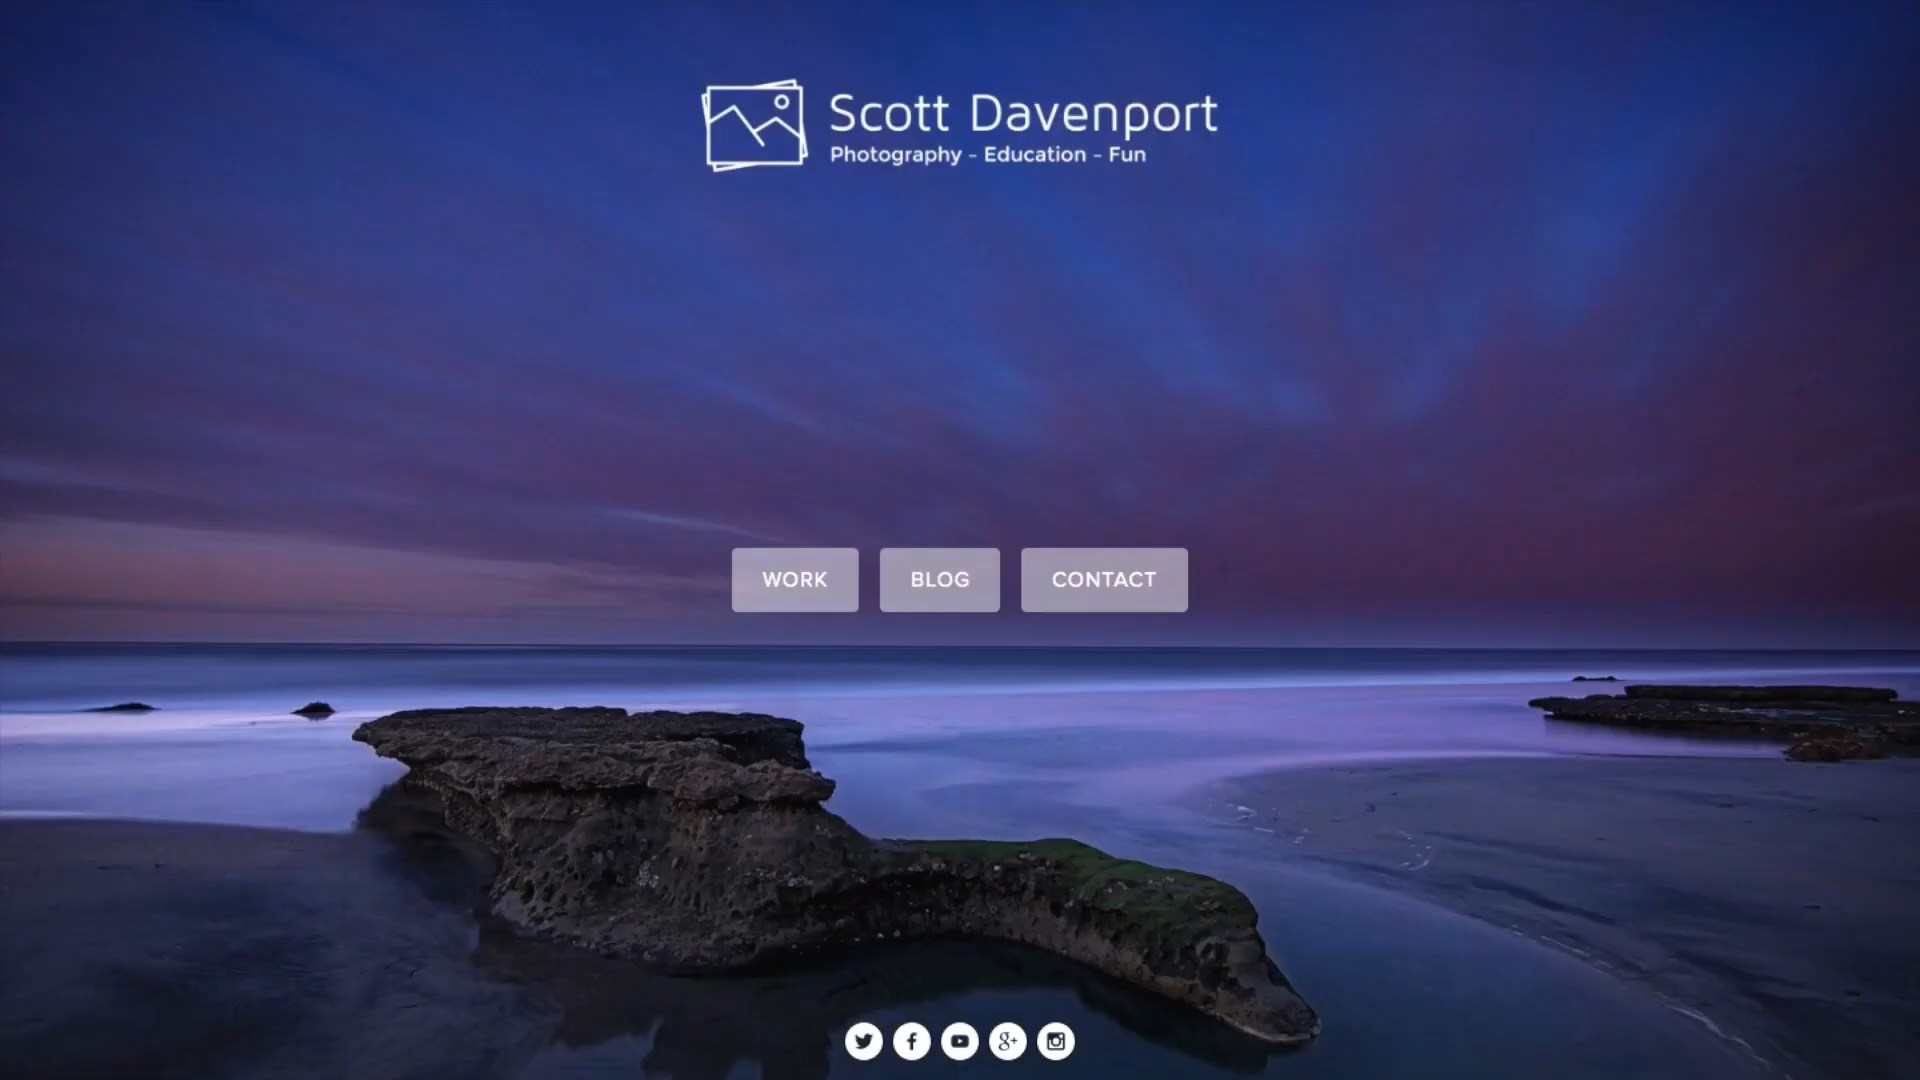 Scott Davenport
Photography - Education - Fun
WORK
BLOG
CONTACT